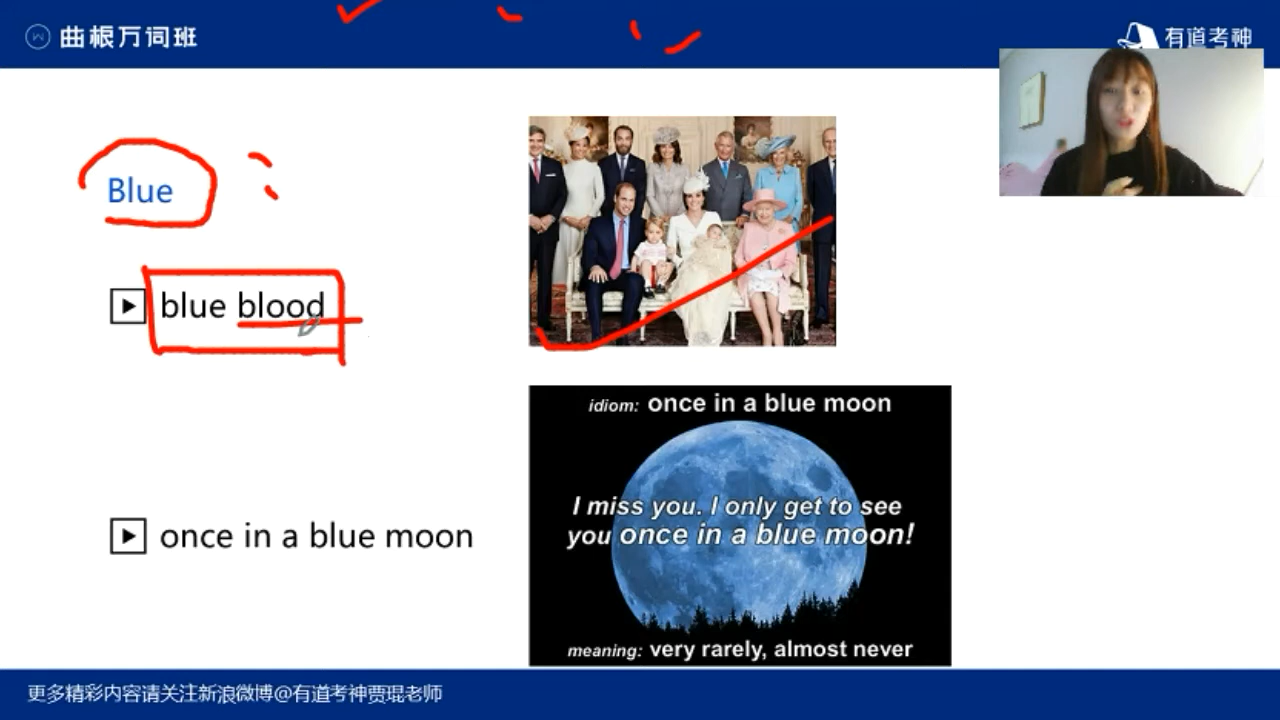 曲根万词班
有道考神
Blue
blue blood
idiom: once in a blue moon
I miss you. I only get to see
you once in a blue moon!
once in a blue moon
meaning: very rarely, almost never
更多精彩内容请关注新浪微博@有道考神贾琨老师